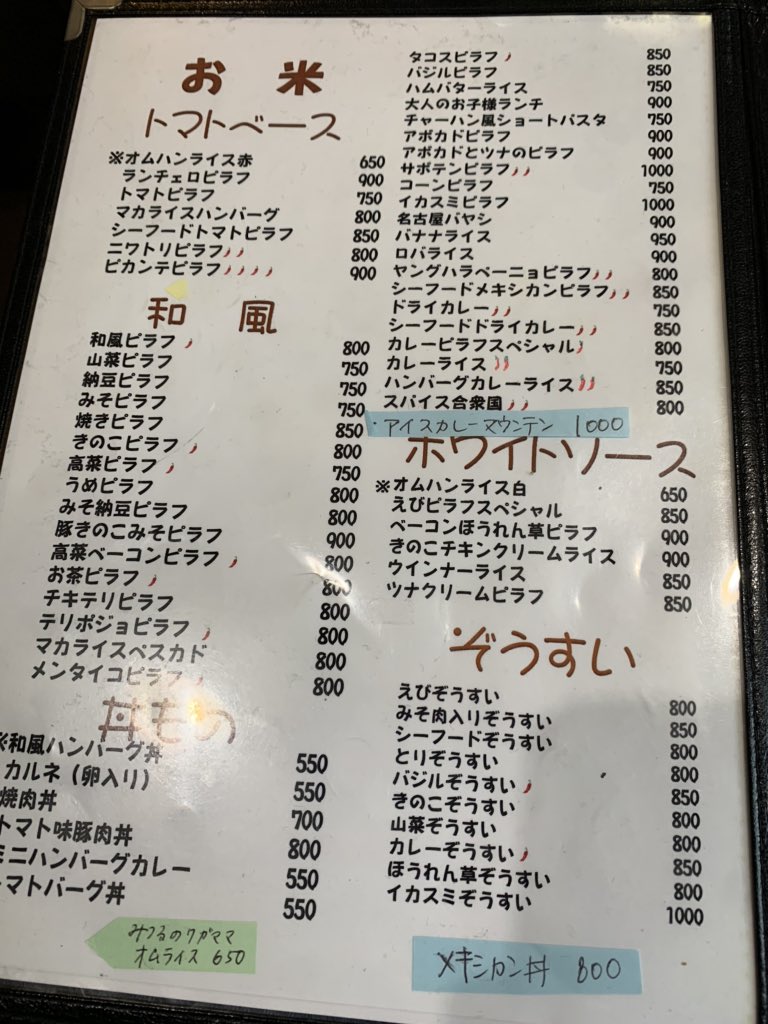 お米
トマトベース
※オムハンライス赤 650
ランチェロピラフ 900
トマトピラフ 750
マカライスハンバーグ 800
シーフードトマトピラフ 850
ニワトリピラフ 800
ピカンテピラフ 900
和風
和風ピラフ 800
山菜ピラフ 750
納豆ピラフ 750
みそピラフ 750
焼きピラフ 850
きのこピラフ 800
高菜ピラフ 750
うめピラフ 800
みそ納豆ピラフ 800
豚きのこみそピラフ 900
高菜ベーコンピラフ 800
お茶ピラフ 800
チキテリピラフ 800
テリポジョピラフ 800
マカライスペスカド 800
メンタイコピラフ 800
丼もの
※和風ハンバーグ丼 550
カルネ(卵入り) 550
焼肉丼 700
トマト味豚肉丼 800
ミニハンバーグカレー 550
トマトバーグ丼 550
みつるのワガママ
オムライス 650
タコスピラフ 850
バジルピラフ 850
ハムバターライス 750
大人のお子様ランチ 900
チャーハン風ショートパスタ 750
アボカドピラフ 900
アボカドとツナのピラフ 900
サボテンピラフ 1000
コーンピラフ 750
イカスミピラフ 1000
名古屋バヤシ 900
バナナライス 950
ロバライス 900
ヤングハラペーニョピラフ 800
シーフードメキシカンピラフ 850
ドライカレー 750
シーフードドライカレー 850
カレーピラフスペシャル 800
カレーライス 750
ハンバーグカレーライス 850
スパイス合衆国 800
・アイスカレーマウンテン 1000
ホワイトソース
※オムハンライス白 650
えびピラフスペシャル 850
ベーコンほうれん草ピラフ 900
きのこチキンクリームライス 900
ウインナーライス 850
ツナクリームピラフ 850
ぞうすい
えびぞうすい 800
みそ肉入りぞうすい 850
シーフードぞうすい 800
とりぞうすい 800
バジルぞうすい 850
きのこぞうすい 800
山菜ぞうすい 800
カレーぞうすい 850
ほうれん草ぞうすい 800
イカスミぞうすい 1000
メキシカン丼 800